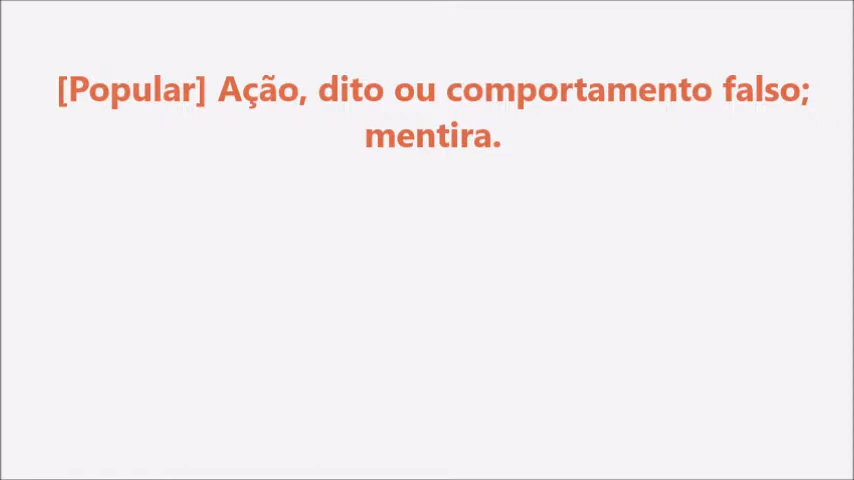 [Popular] Ação, dito ou comportamento falso;
mentira.